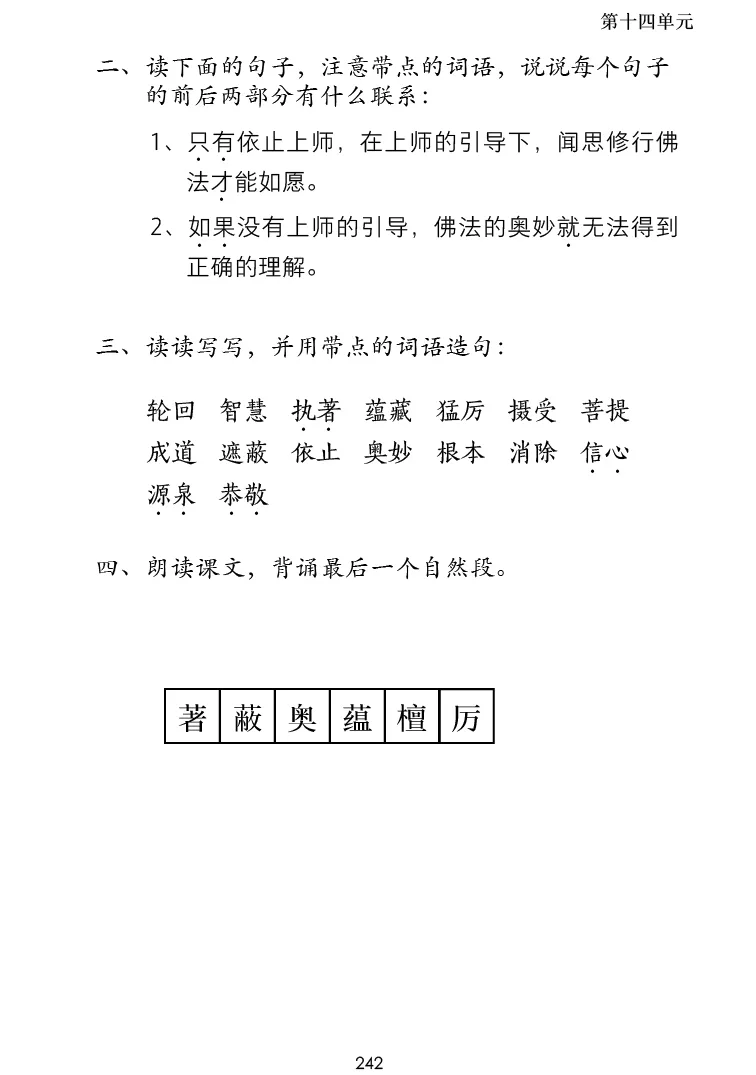 第十四单元
二、读下面的句子，注意带点的词语，说说每个句子
的前后两部分有什么联系：
1、只有依止上师，在上师的引导下，闻思修行佛
法才能如愿。
2、如果没有上师的引导，佛法的奥妙就无法得到
正确的理解。
三、读读写写，并用带点的词语造句：
轮回 智慧 执著 蕴藏 猛厉 摄受 菩提
成道 遮蔽 依止 奥妙 根本 消除 信心
源泉 恭敬
四、朗读课文，背诵最后一个自然段。
著 蔽 奥 蕴 檀 厉
242